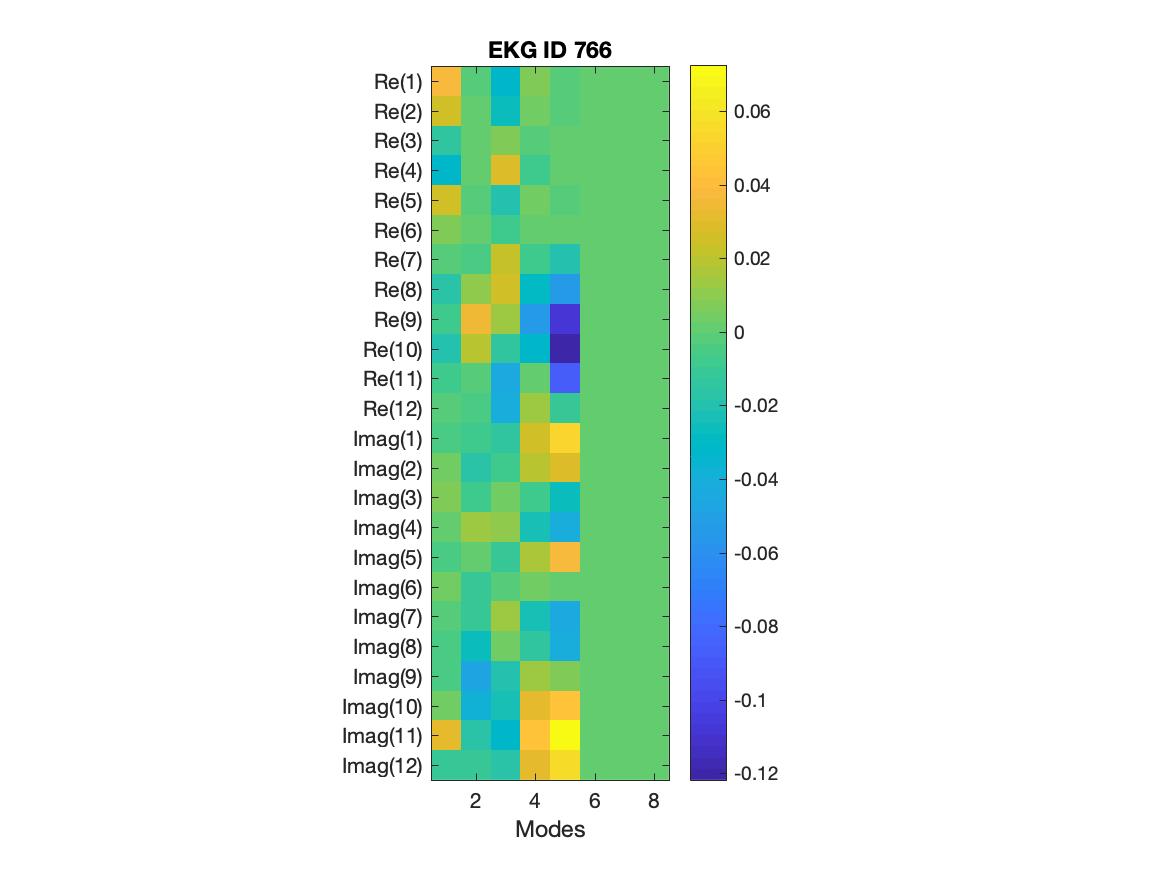 EKG ID 766
Re(1)
Re(2)
Re(3)
Re(4)
Re(5)
Re(6)
Re(7)
Re(8)
Re(9)
Re(10)
Re(11)
Re(12)
Imag(1)
Imag(2)
Imag(3)
Imag(4)
Imag(5)
Imag(6)
Imag(7)
Imag(8)
Imag(9)
Imag(10)
Imag(11)
Imag(12)
2 4 6 8
Modes
0.06
0.04
0.02
0
-0.02
-0.04
-0.06
-0.08
-0.1
-0.12